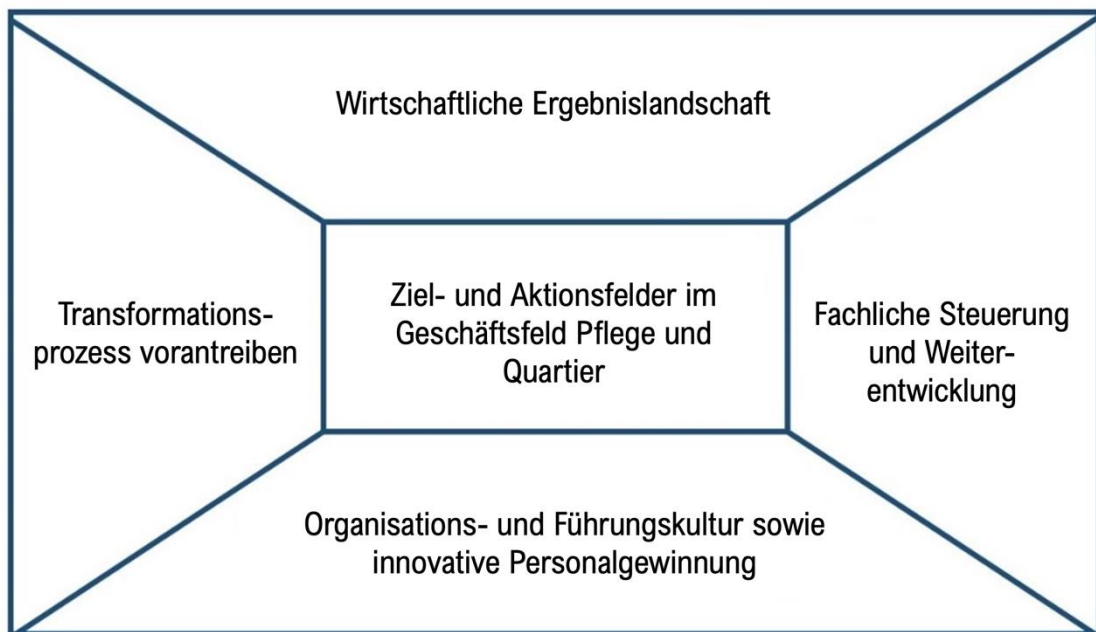 Wirtschaftliche Ergebnislandschaft
Transformations-
prozess vorantreiben
Ziel- und Aktionsfelder im
Geschäftsfeld Pflege und
Quartier
Fachliche Steuerung
und Weiter-
entwicklung
Organisations- und Führungskultur sowie
innovative Personalgewinnung